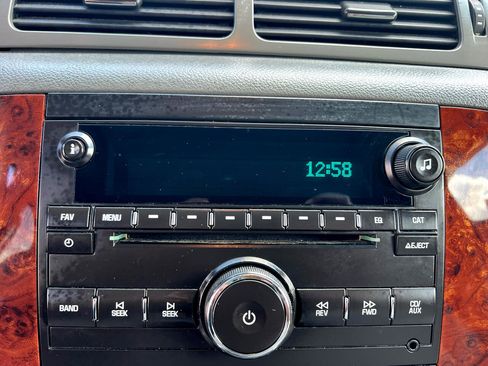 12:58
FAV MENU EQ CAT
△EJECT
BAND SEEK SEEK REV FWD CD/
AUX